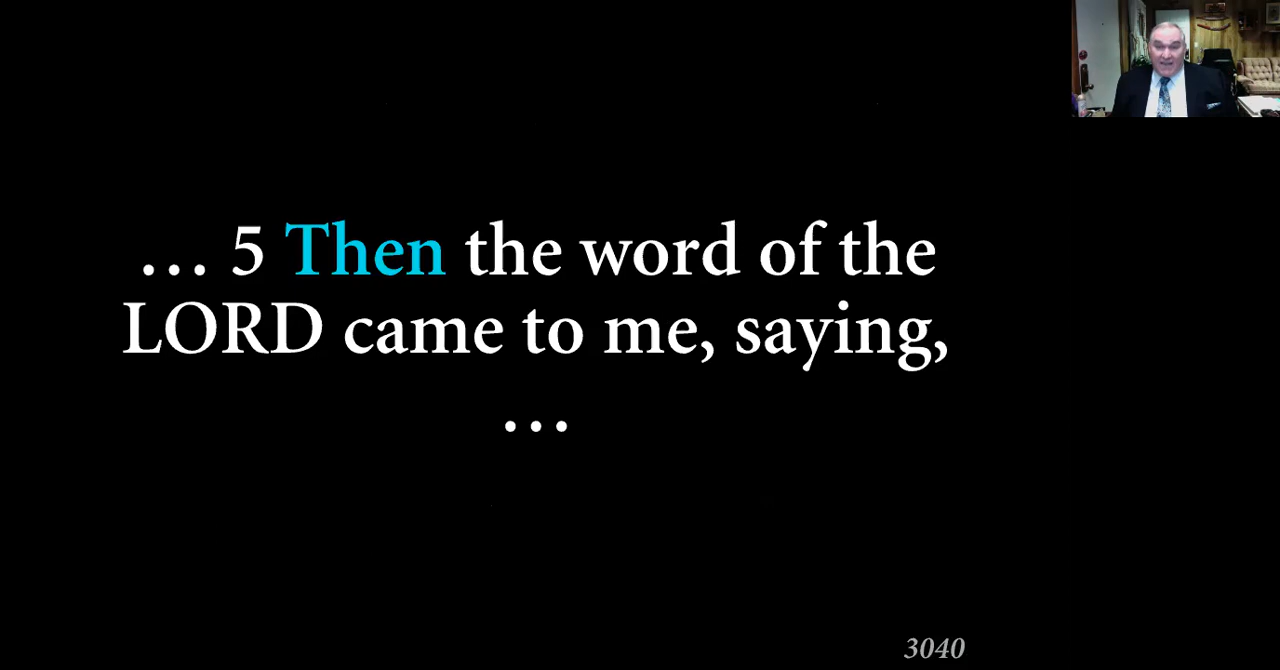 … 5 Then the word of the
LORD came to me, saying,
…
3040